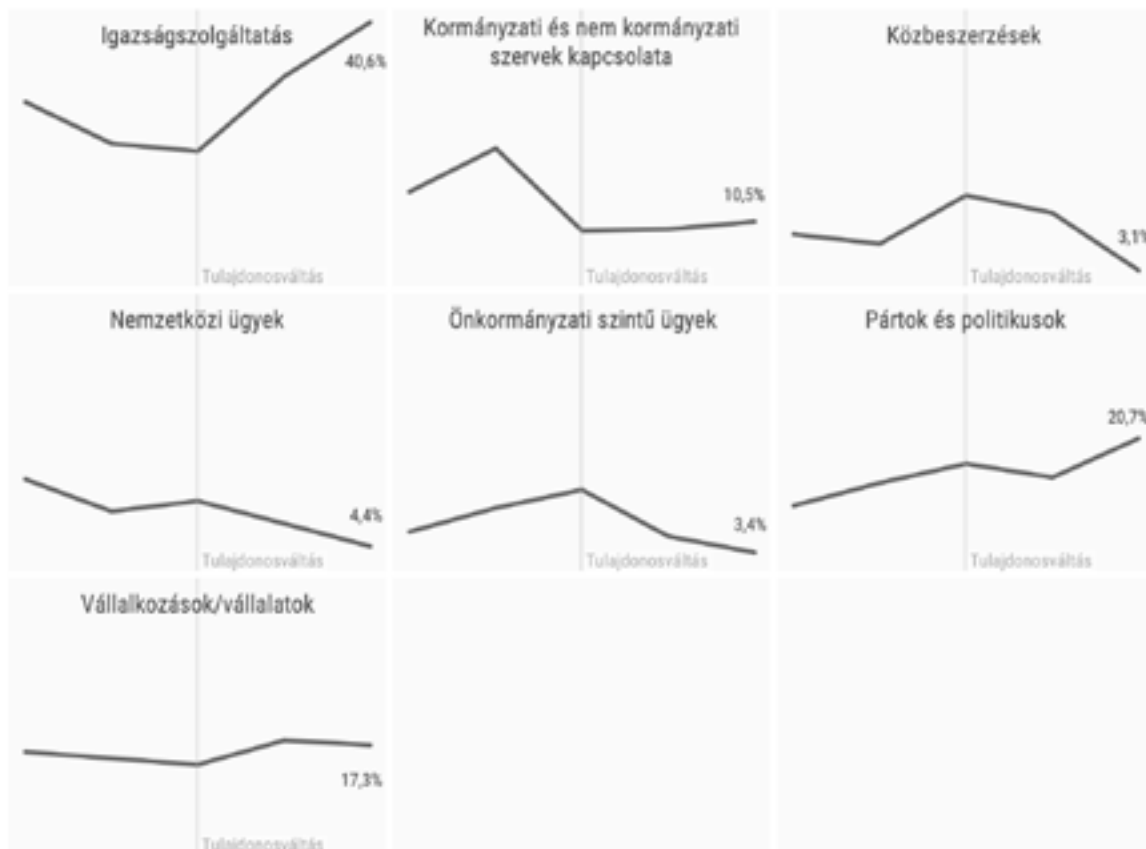 Igazságszolgáltatás
40,6%
Tulajdonosváltás
Kormányzati és nem kormányzati
szervek kapcsolata
10,5%
Tulajdonosváltás
Közbeszerzések
3,1%
Tulajdonosváltás
Nemzetközi ügyek
4,4%
Tulajdonosváltás
Önkormányzati szintű ügyek
3,4%
Tulajdonosváltás
Pártok és politikusok
20,7%
Tulajdonosváltás
Vállalkozások/vállalatok
17,3%
Tulajdonosváltás